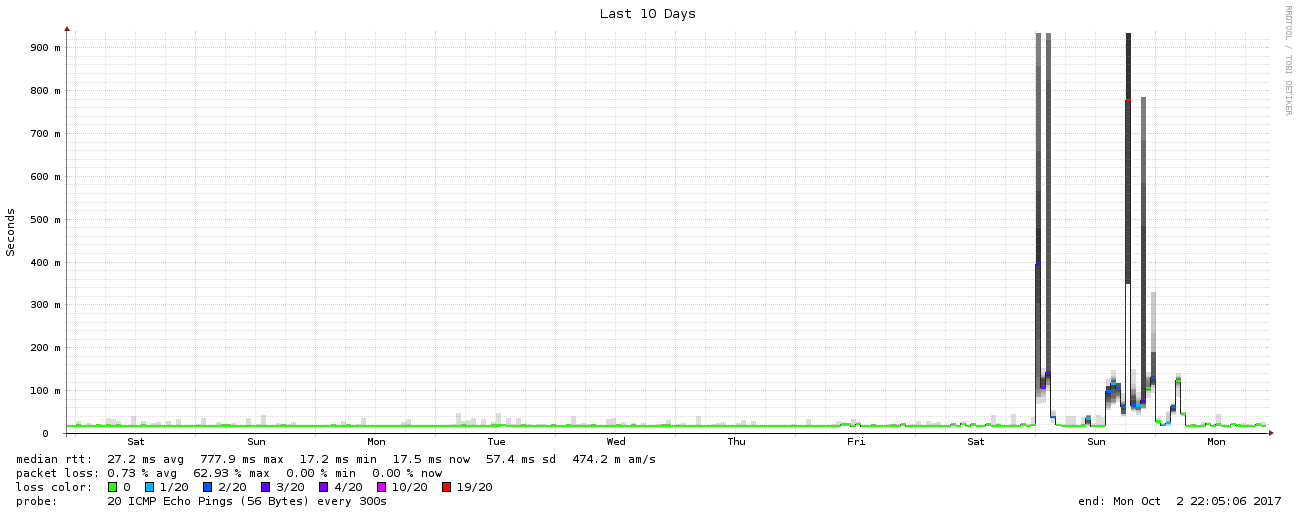 Last 10 Days
RRDTOOL / TOBI OETIKER
Seconds
900 m
800 m
700 m
600 m
500 m
400 m
300 m
200 m
100 m
0
Sat Sun Mon Tue Wed Thu Fri Sat Sun Mon
median rtt: 27.2 ms avg 777.9 ms max 17.2 ms min 17.5 ms now 57.4 ms sd 474.2 m am/s
packet loss: 0.73 % avg 62.93 % max 0.00 % min 0.00 % now
loss color: 0 1/20 2/20 3/20 4/20 10/20 19/20
probe: 20 ICMP Echo Pings (56 Bytes) every 300s end: Mon Oct 2 22:05:06 2017